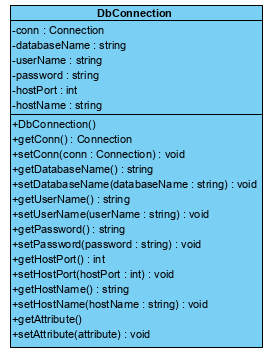 DbConnection
-conn : Connection
-databaseName : string
-userName : string
-password : string
-hostPort : int
-hostName : string
+DbConnection()
+getConn() : Connection
+setConn(conn : Connection) : void
+getDatabaseName() : string
+setDatabaseName(databaseName : string) : void
+getUserName() : string
+setUserName(userName : string) : void
+getPassword() : string
+setPassword(password : string) : void
+getHostPort() : int
+setHostPort(hostPort : int) : void
+getHostName() : string
+setHostName(hostName : string) : void
+getAttribute()
+setAttribute(attribute) : void